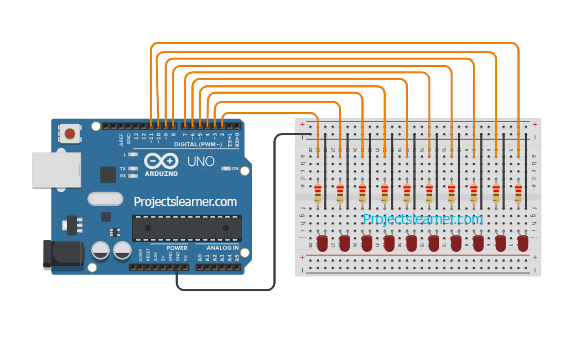 AREF
GND
13
12
~11
~10
~9
8
7
~6
~5
4
~3
2
TX→1
RX←0
DIGITAL (PWM~)
L
TX
RX
UNO
ARDUINO
ON
Projectslearner.com
Projectslearner.com
POWER
ANALOG IN
RESET
3.3V
5V
GND
GND
Vin
A0
A1
A2
A3
A4
A5